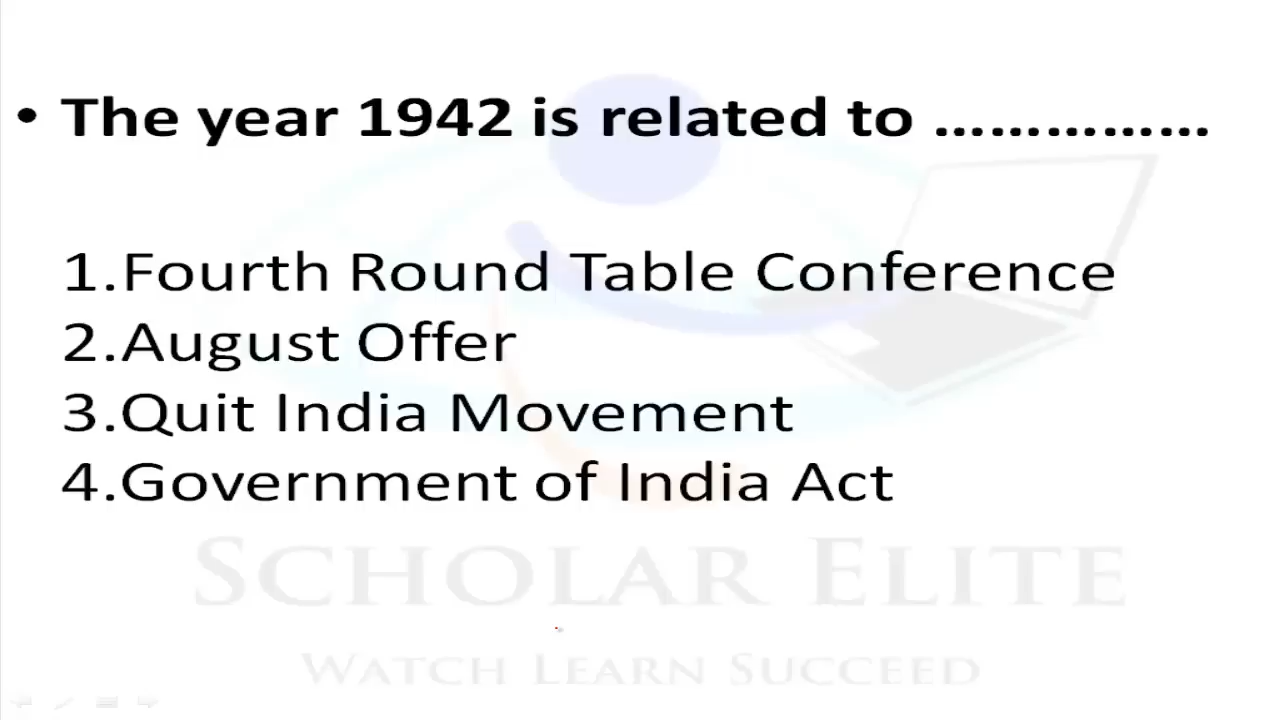 • The year 1942 is related to ................
1.Fourth Round Table Conference
2.August Offer
3.Quit India Movement
4.Government of India Act
SCHOLAR ELITE
WATCH LEARN SUCCEED